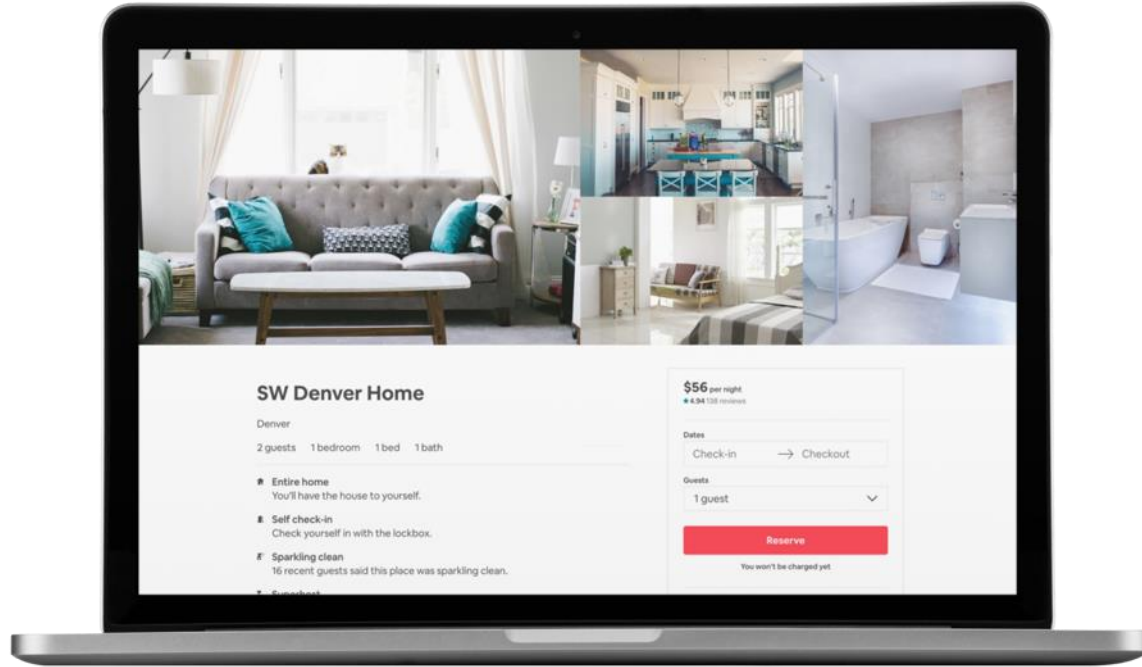 SW Denver Home
Denver
2 guests 1 bedroom 1 bed 1 bath
Entire home
You'll have the house to yourself.
Self check-in
Check yourself in with the lockbox.
Sparkling clean
16 recent guests said this place was sparkling clean.
Superhost
$56 per night
4.94 138 reviews
Dates
Check-in → Checkout
Guests
1 guest
Reserve
You won't be charged yet